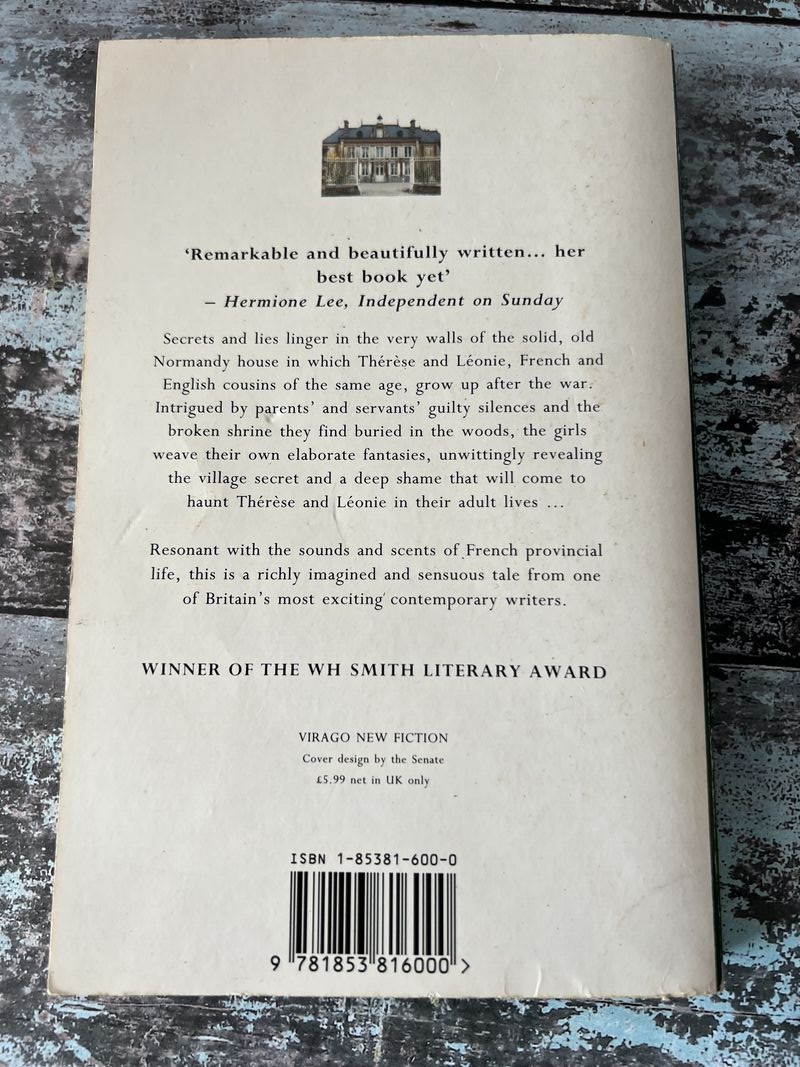 ‘Remarkable and beautifully written... her
best book yet’
– Hermione Lee, Independent on Sunday
Secrets and lies linger in the very walls of the solid, old
Normandy house in which Thérèse and Léonie, French and
English cousins of the same age, grow up after the war.
Intrigued by parents’ and servants’ guilty silences and the
broken shrine they find buried in the woods, the girls
weave their own elaborate fantasies, unwittingly revealing
the village secret and a deep shame that will come to
haunt Thérèse and Léonie in their adult lives ...
Resonant with the sounds and scents of French provincial
life, this is a richly imagined and sensuous tale from one
of Britain’s most exciting contemporary writers.
WINNER OF THE WH SMITH LITERARY AWARD
VIRAGO NEW FICTION
Cover design by the Senate
£5.99 net in UK only
ISBN 1-85381-600-0
9 781853 816000 >